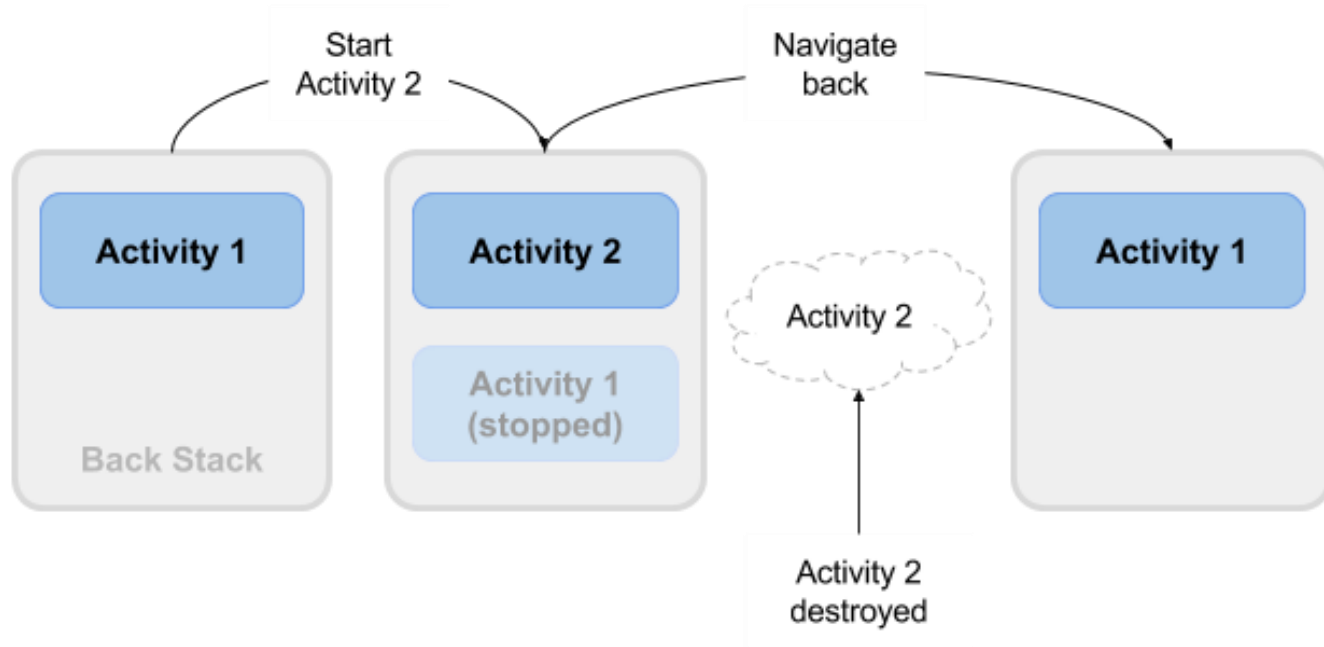 Start
Activity 2
Navigate
back
Activity 1
Activity 2
Activity 1
Activity 2
Activity 1
(stopped)
Back Stack
Activity 2
destroyed